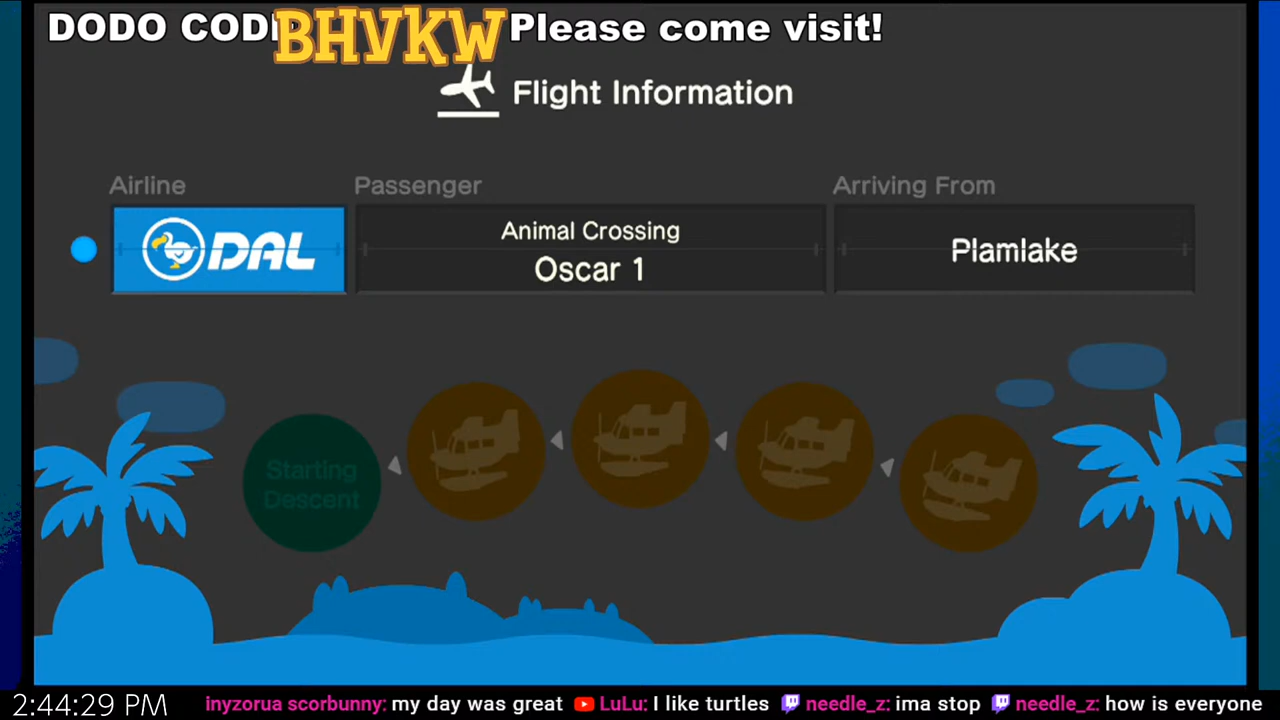 DODO COD BHVKW Please come visit!
Flight Information
Airline Passenger Arriving From
DAL
Animal Crossing
Oscar 1
Plamlake
Starting
Descent
2:44:29 PM inyzorua scorbunny: my day was great LuLu: I like turtles needle_z: ima stop needle_z: how is everyone